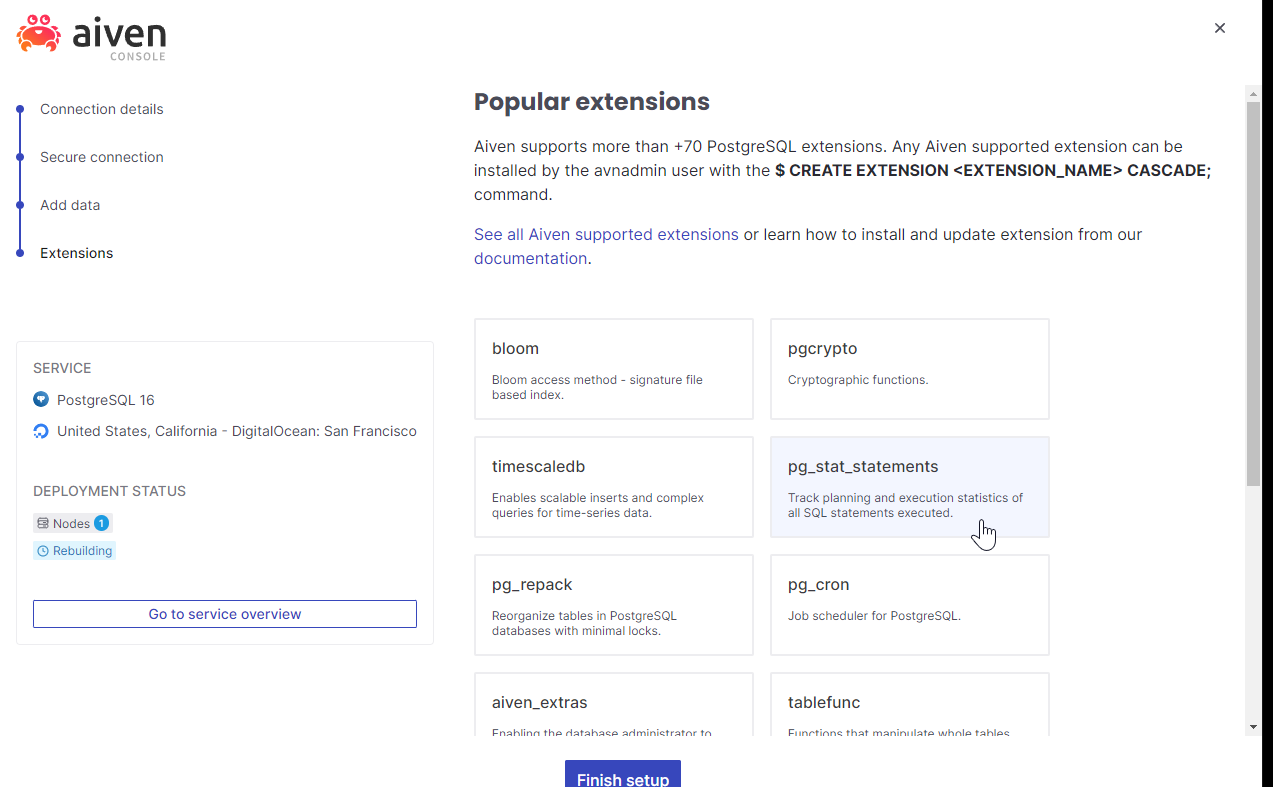 aiven
CONSOLE
Connection details
Secure connection
Add data
Extensions
SERVICE
PostgreSQL 16
United States, California - DigitalOcean: San Francisco
DEPLOYMENT STATUS
Nodes 1
Rebuilding
Go to service overview
Popular extensions
Aiven supports more than +70 PostgreSQL extensions. Any Aiven supported extension can be
installed by the avnadmin user with the $ CREATE EXTENSION <EXTENSION_NAME> CASCADE;
command.
See all Aiven supported extensions or learn how to install and update extension from our
documentation.
bloom
Bloom access method - signature file
based index.
pgcrypto
Cryptographic functions.
timescaledb
Enables scalable inserts and complex
queries for time-series data.
pg_stat_statements
Track planning and execution statistics of
all SQL statements executed.
pg_repack
Reorganize tables in PostgreSQL
databases with minimal locks.
pg_cron
Job scheduler for PostgreSQL.
aiven_extras
Enabling the database administrator to
tablefunc
Functions that manipulate whole tables
Finish setup